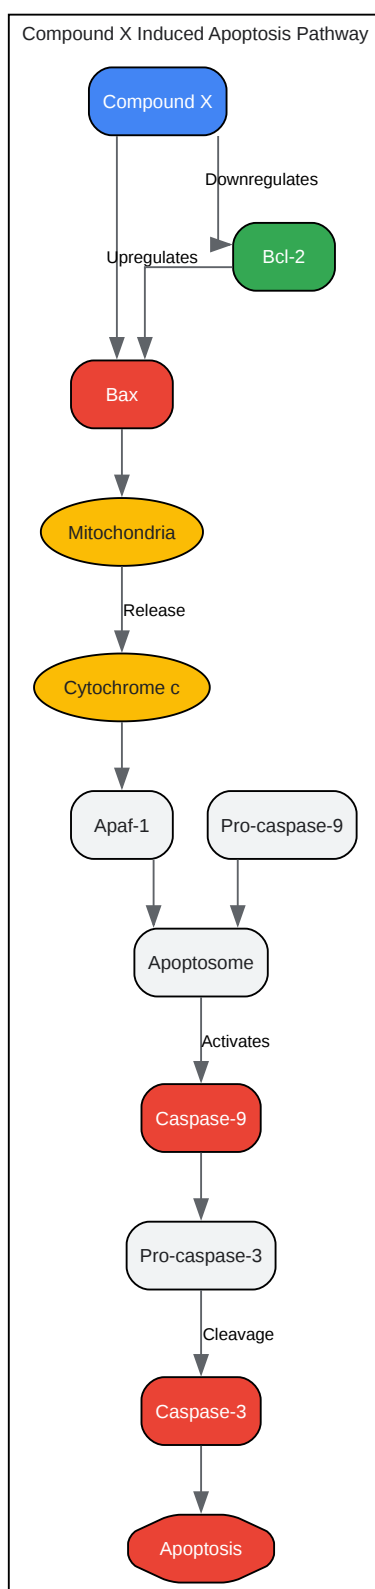 Compound X Induced Apoptosis Pathway
Compound X
Downregulates
Upregulates
Bcl-2
Bax
Mitochondria
Release
Cytochrome c
Apaf-1
Pro-caspase-9
Apoptosome
Activates
Caspase-9
Pro-caspase-3
Cleavage
Caspase-3
Apoptosis